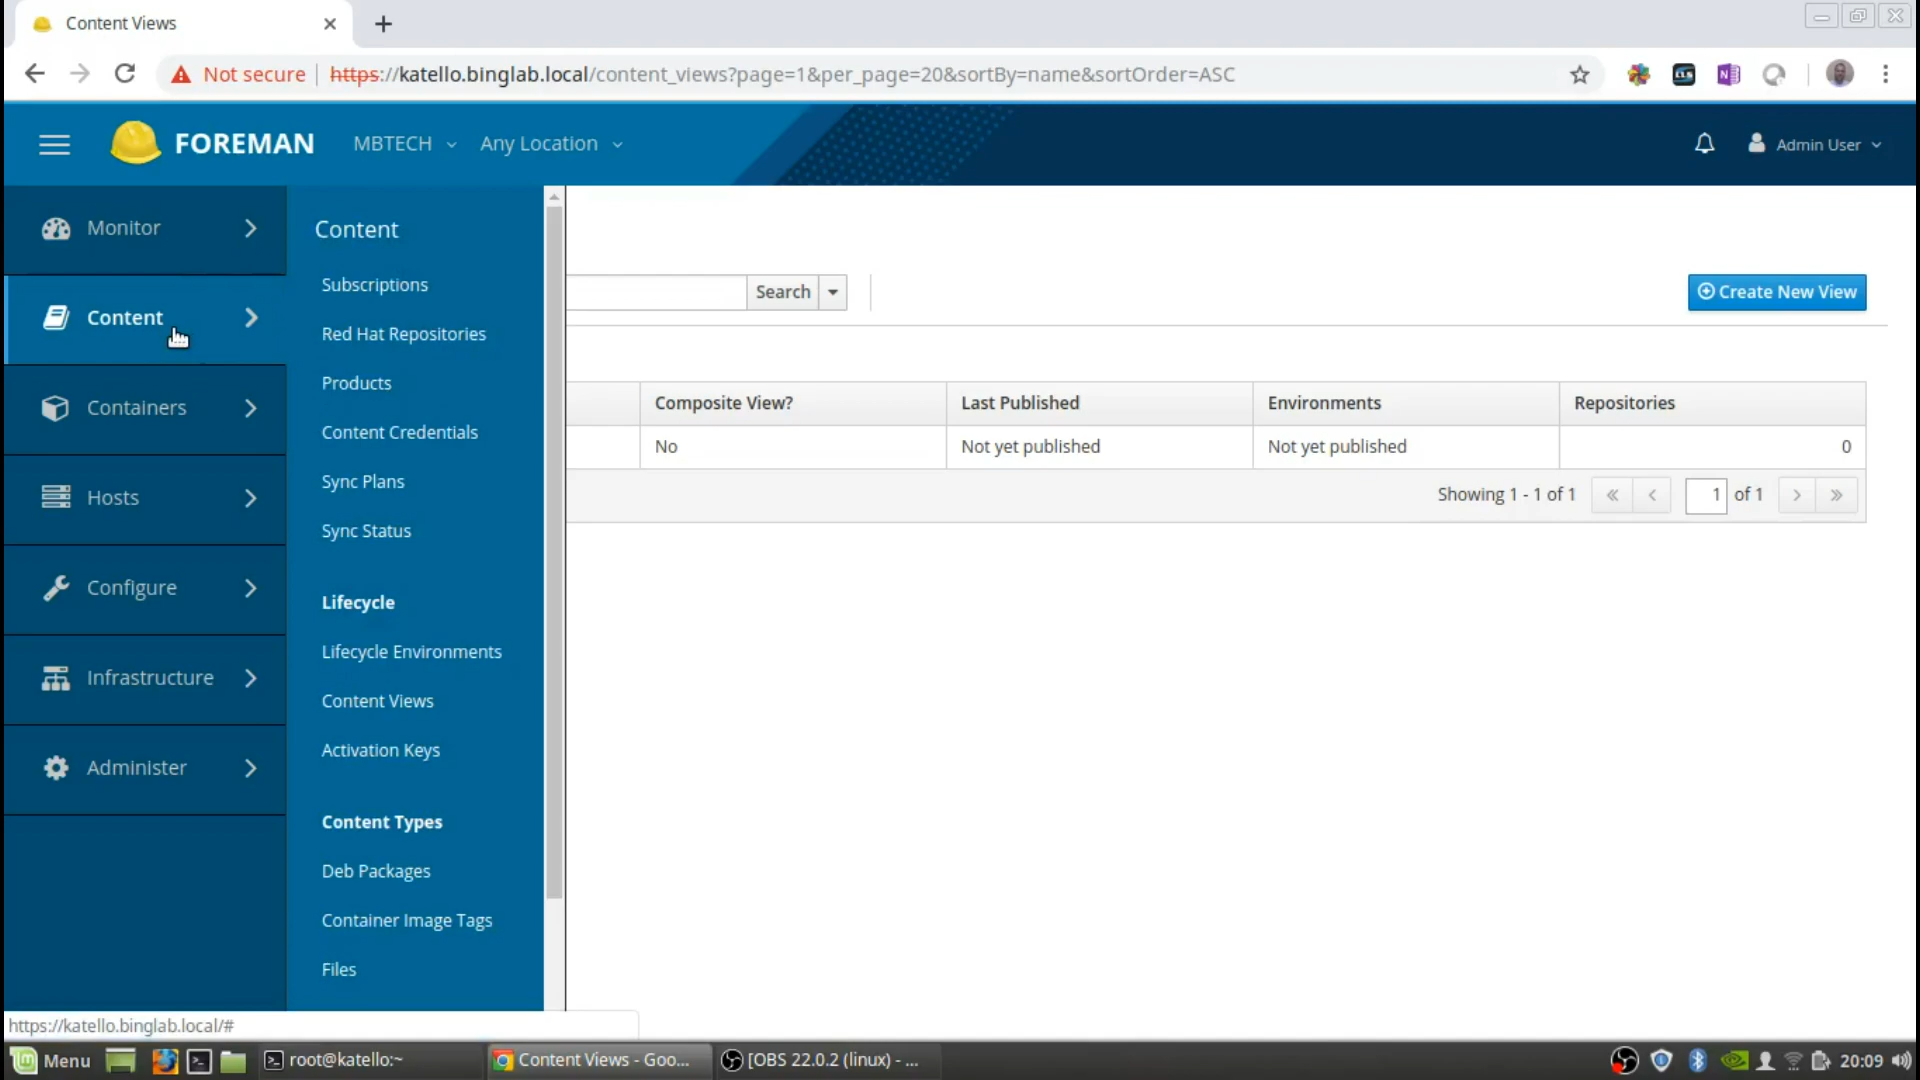 Content Views
Not secure
https://katello.binglab.local/content_views?page=1&per_page=20&sortBy=name&sortOrder=ASC
FOREMAN
MBTECH
Any Location
Admin User
Monitor
Content
Containers
Hosts
Configure
Infrastructure
Administer
Content
Subscriptions
Red Hat Repositories
Products
Content Credentials
Sync Plans
Sync Status
Lifecycle
Lifecycle Environments
Content Views
Activation Keys
Content Types
Deb Packages
Container Image Tags
Files
Search
Create New View
Composite View? Last Published Environments Repositories
No Not yet published Not yet published 0
Showing 1 - 1 of 1 « < 1 of 1 > »
https://katello.binglab.local/#
Menu
root@katello:~
Content Views - Goo...
[OBS 22.0.2 (linux) - ...
20:09